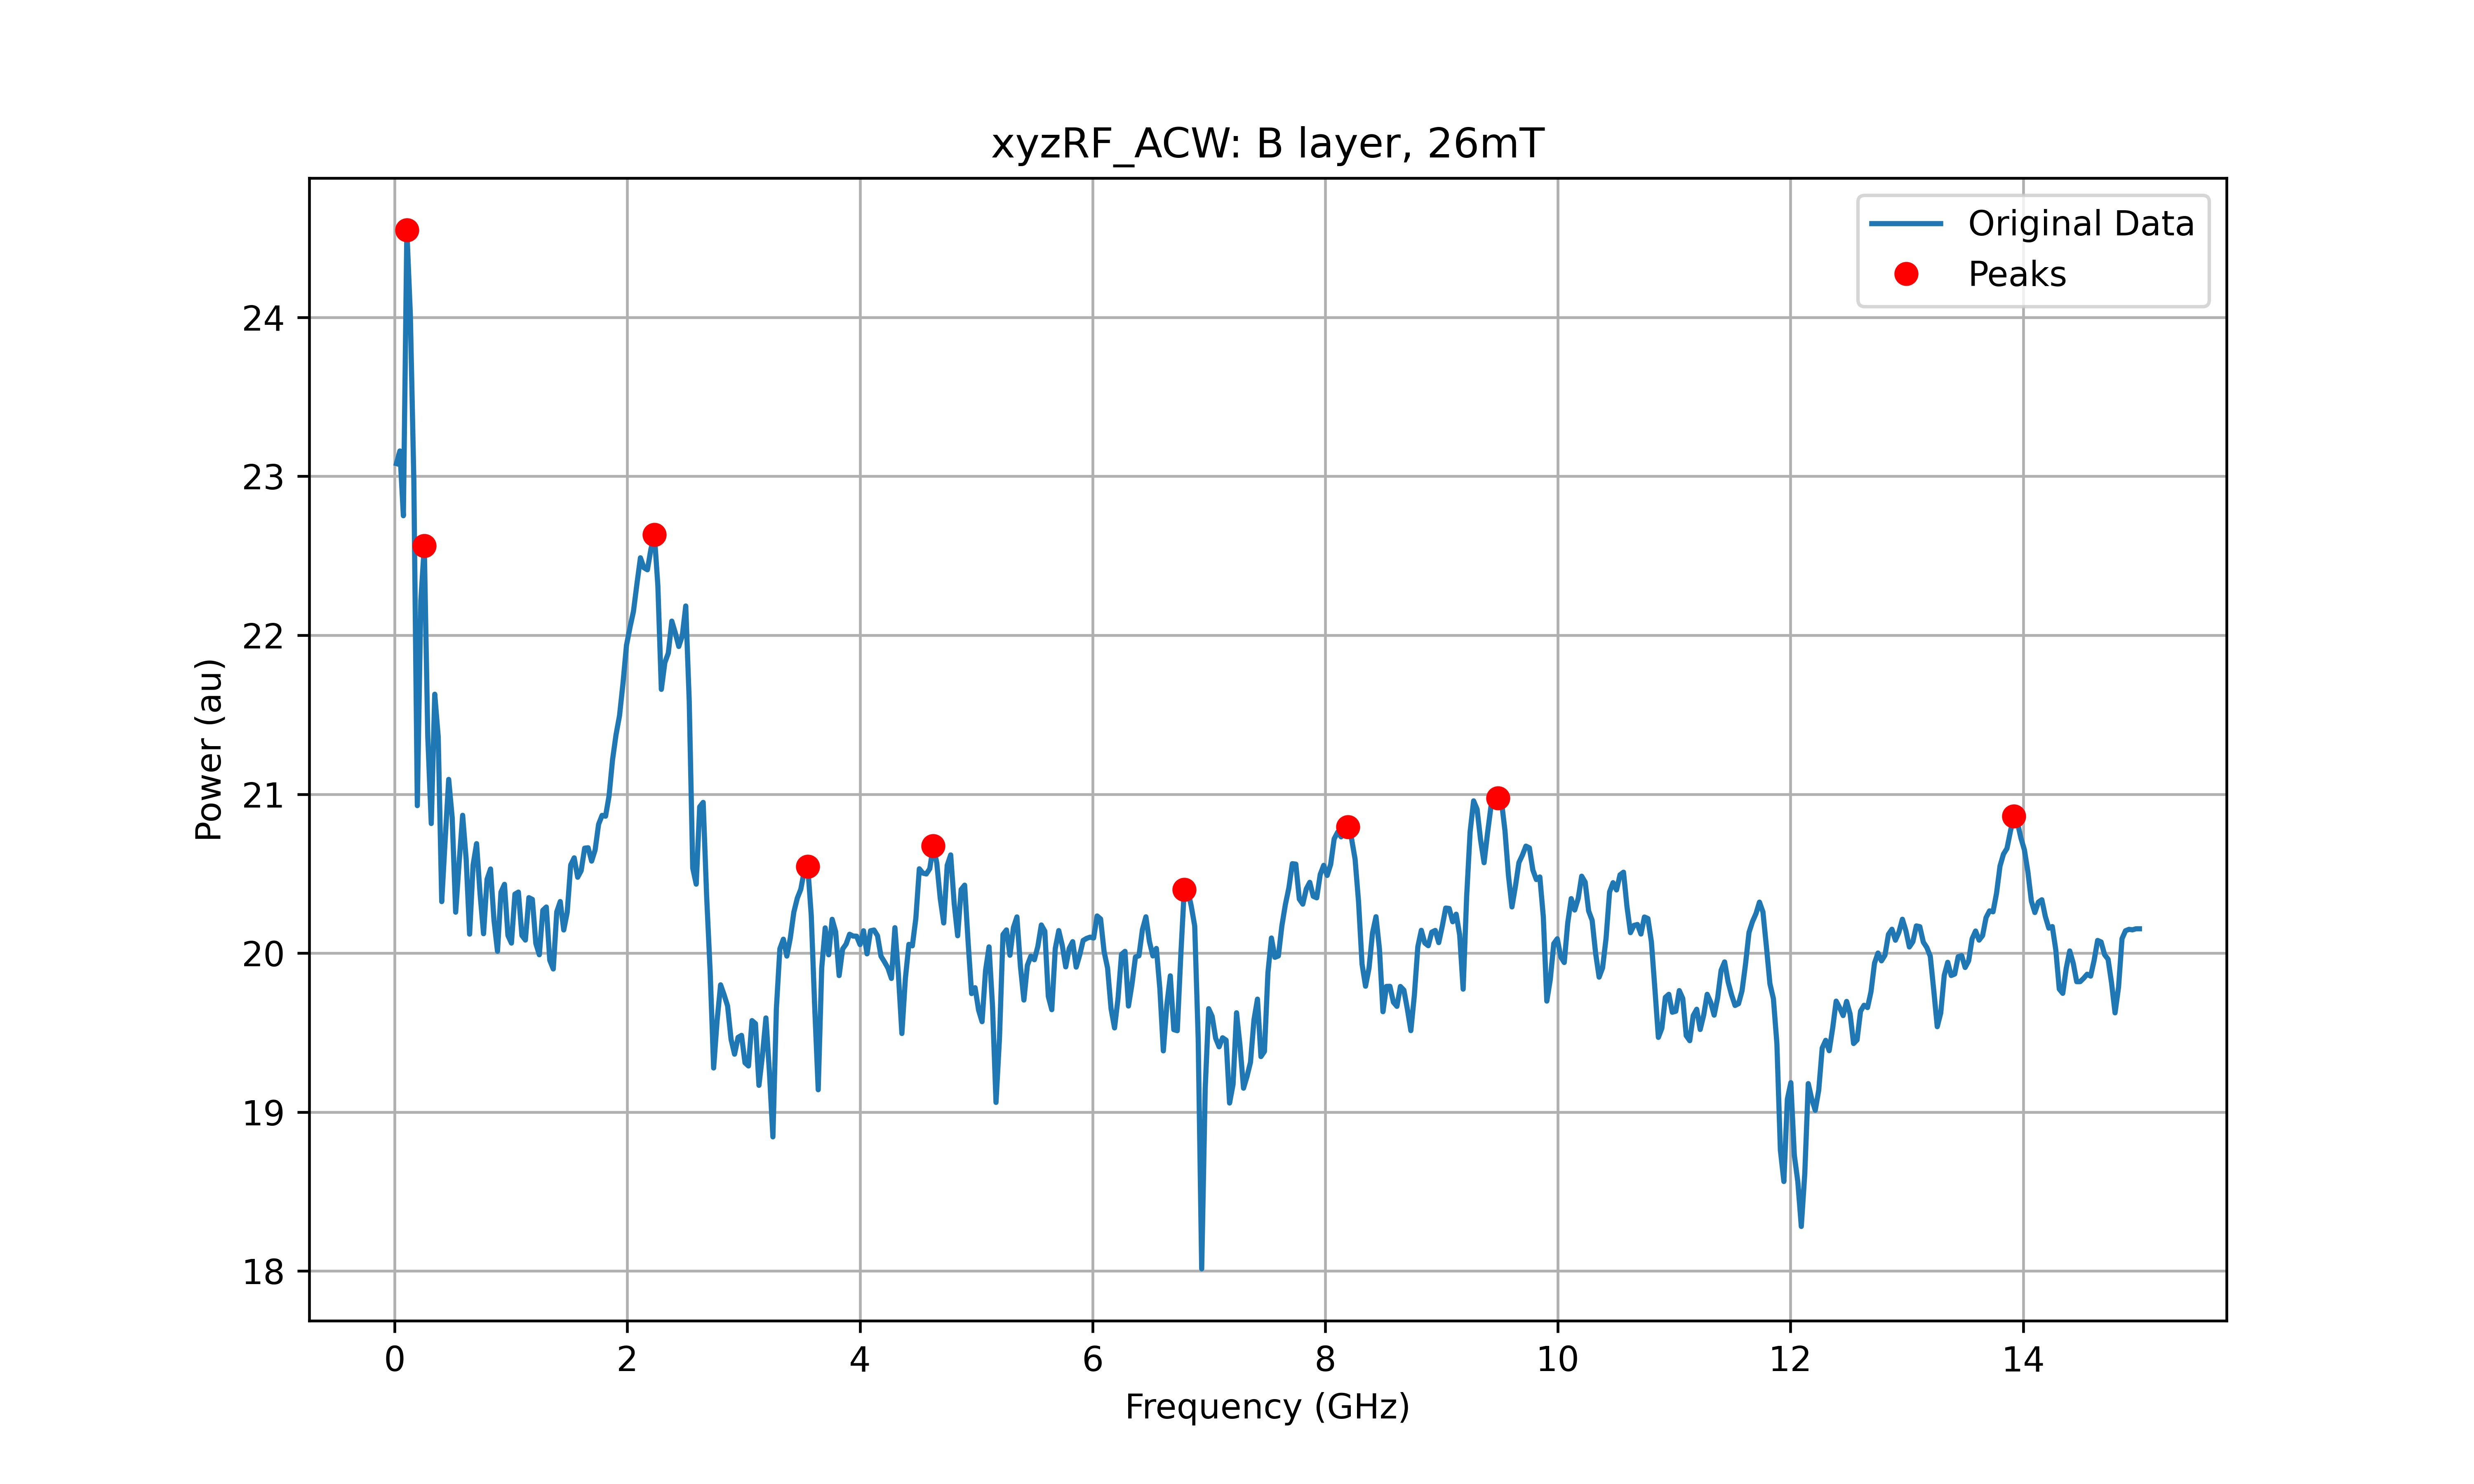 xyzRF_ACW: B layer, 26mT
Original Data
Peaks
24
23
22
21
20
19
18
Power (au)
0 2 4 6 8 10 12 14
Frequency (GHz)